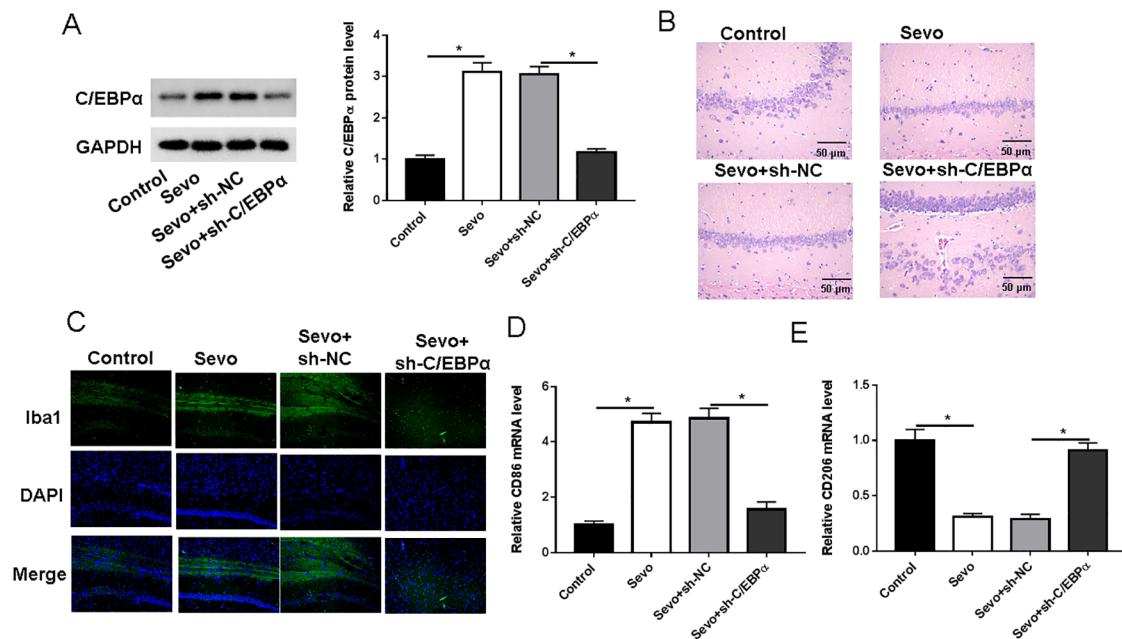 A
C/EBPα
GAPDH
Control
Sevo
Sevo+sh-NC
Sevo+sh-C/EBPα
Relative C/EBPα protein level
4
3
2
1
0
*
*
Control
Sevo
Sevo+sh-NC
Sevo+sh-C/EBPα
B
Control
Sevo
50 μm
50 μm
Sevo+sh-NC
Sevo+sh-C/EBPα
50 μm
50 μm
C
Control
Sevo
Sevo+
sh-NC
Sevo+
sh-C/EBPα
Iba1
DAPI
Merge
D
Relative CD86 mRNA level
6
4
2
0
*
*
Control
Sevo
Sevo+sh-NC
Sevo+sh-C/EBPα
E
Relative CD206 mRNA level
1.5
1.0
0.5
0.0
*
*
Control
Sevo
Sevo+sh-NC
Sevo+sh-C/EBPα